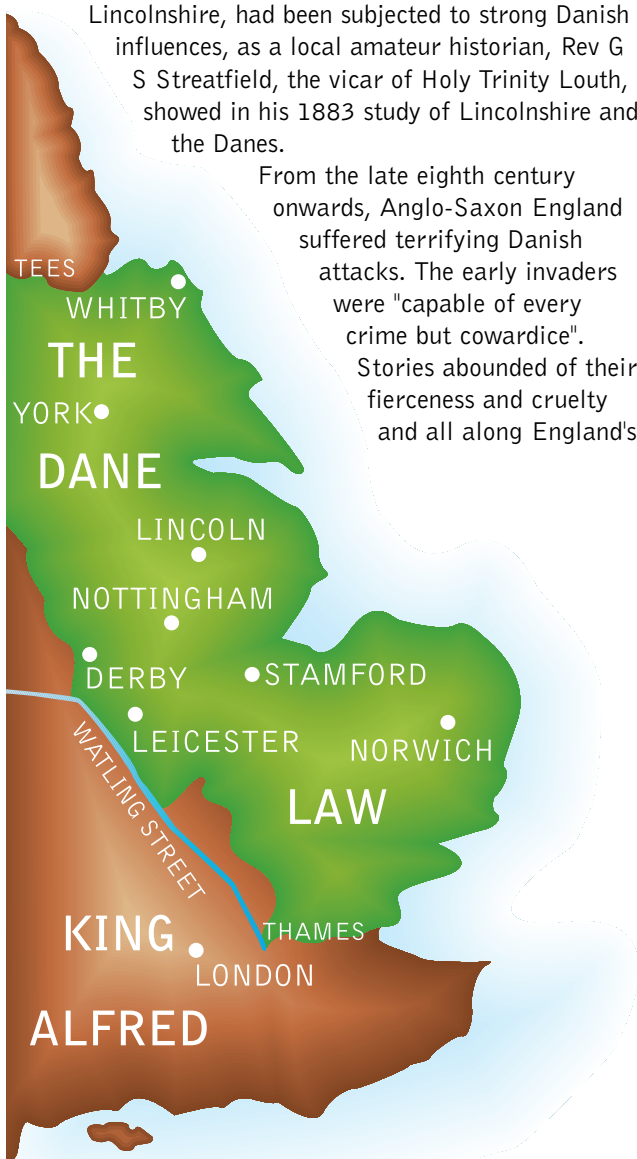 Lincolnshire, had been subjected to strong Danish
influences, as a local amateur historian, Rev G
S Streatfield, the vicar of Holy Trinity Louth,
showed in his 1883 study of Lincolnshire and
the Danes.
From the late eighth century
onwards, Anglo-Saxon England
suffered terrifying Danish
attacks. The early invaders
were "capable of every
crime but cowardice".
Stories abounded of their
fierceness and cruelty
and all along England's
TEES
WHITBY
THE
YORK
DANE
LINCOLN
NOTTINGHAM
DERBY
STAMFORD
LEICESTER
NORWICH
WATLING STREET
LAW
KING
THAMES
LONDON
ALFRED